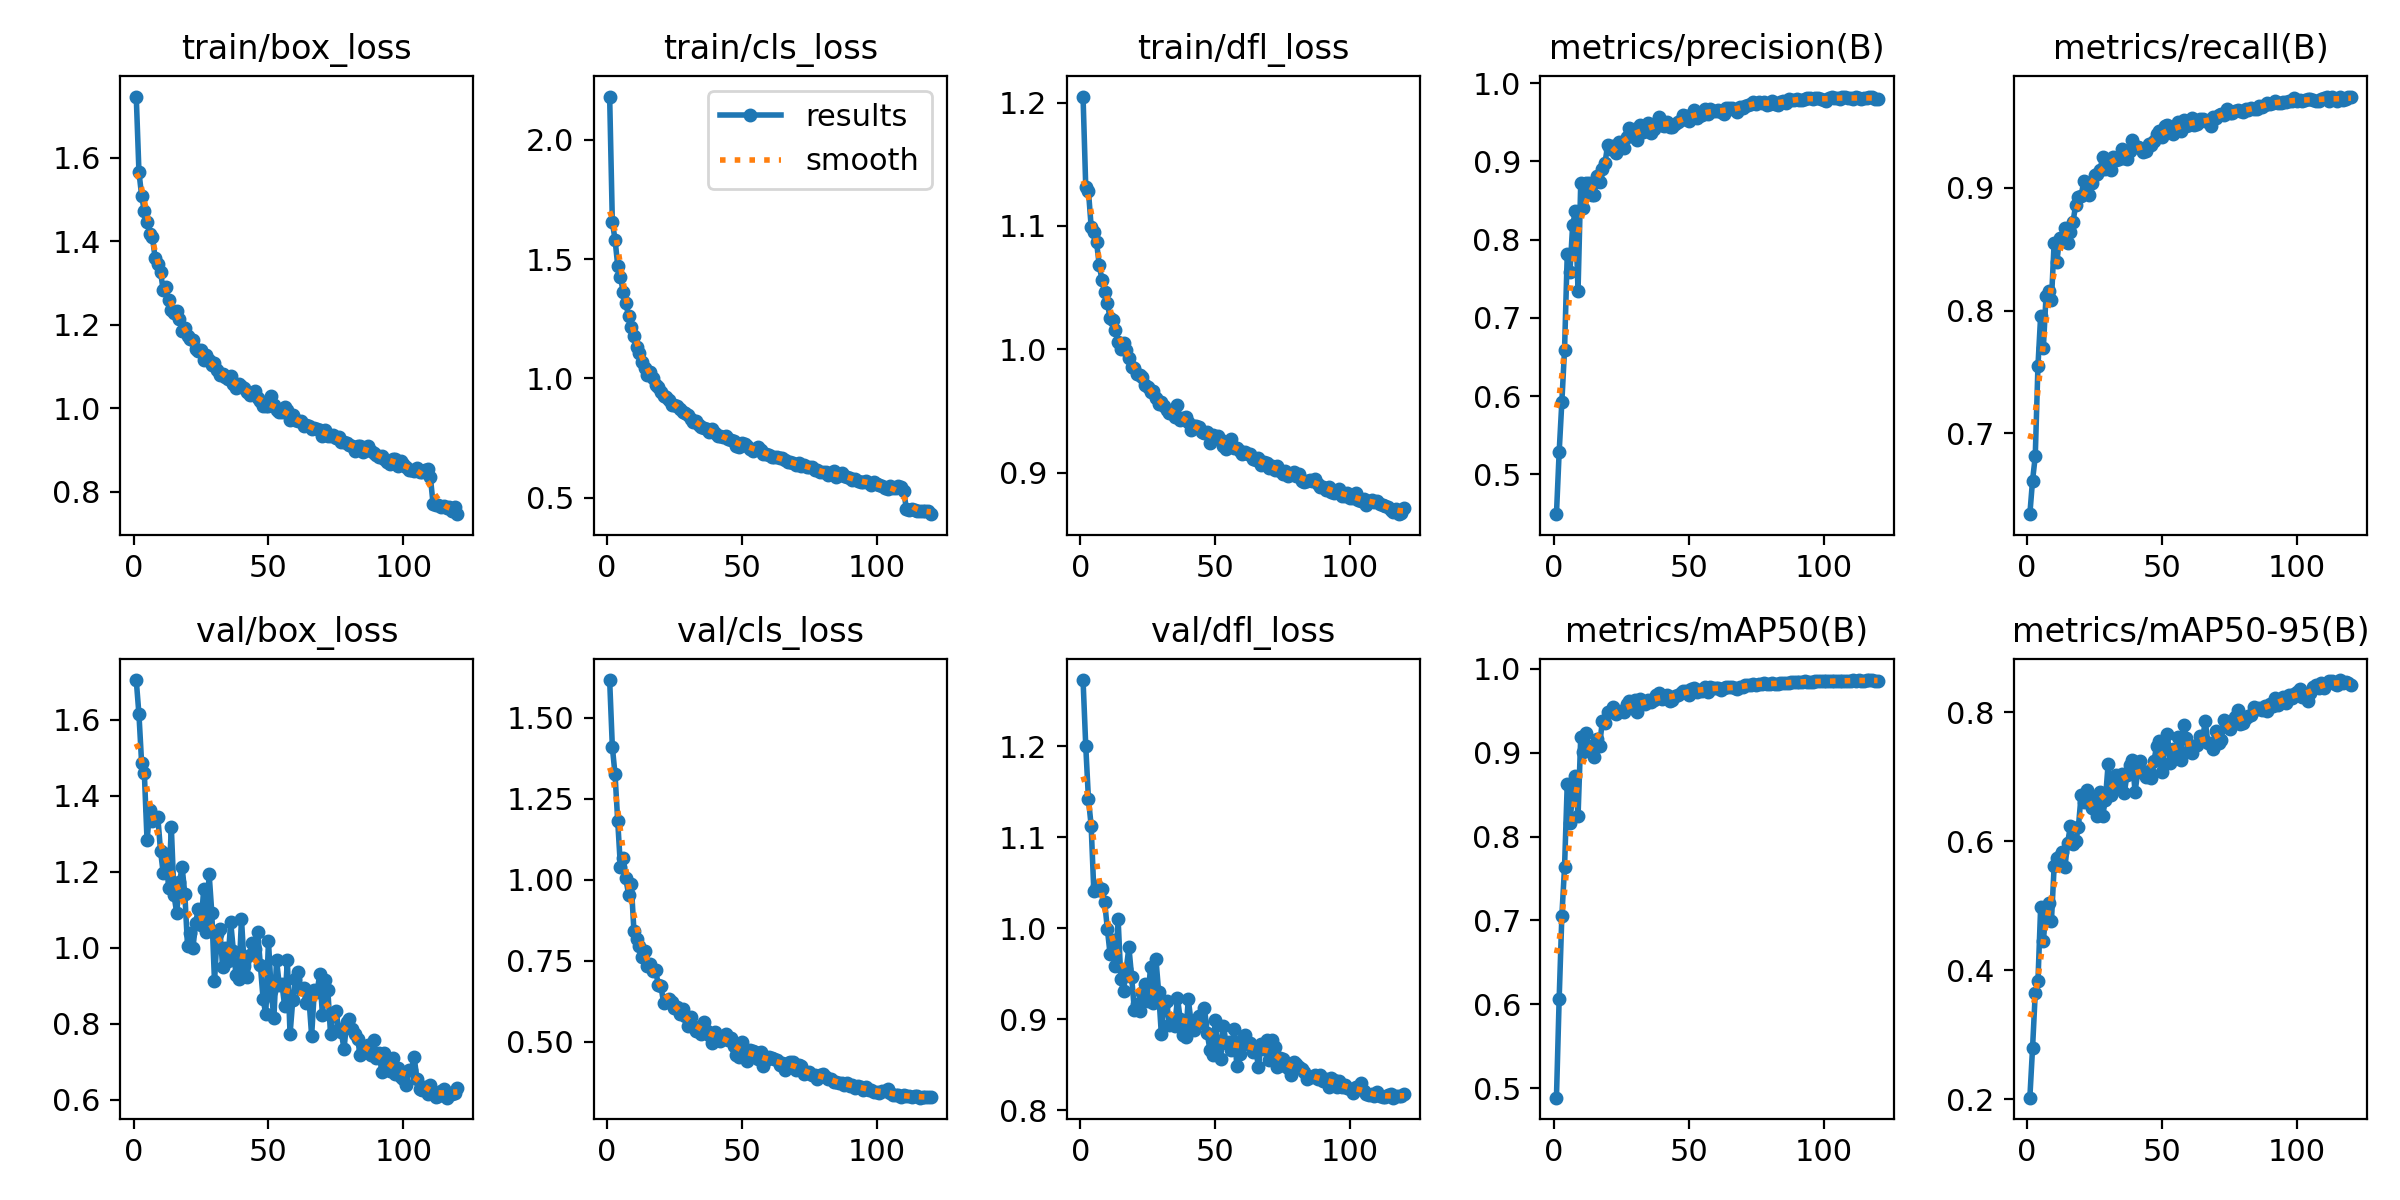 train/box_loss
1.6
1.4
1.2
1.0
0.8
0 50 100
train/cls_loss
results
smooth
2.0
1.5
1.0
0.5
0 50 100
train/dfl_loss
1.2
1.1
1.0
0.9
0 50 100
metrics/precision(B)
1.0
0.9
0.8
0.7
0.6
0.5
0 50 100
metrics/recall(B)
0.9
0.8
0.7
0 50 100
val/box_loss
1.6
1.4
1.2
1.0
0.8
0.6
0 50 100
val/cls_loss
1.50
1.25
1.00
0.75
0.50
0 50 100
val/dfl_loss
1.2
1.1
1.0
0.9
0.8
0 50 100
metrics/mAP50(B)
1.0
0.9
0.8
0.7
0.6
0.5
0 50 100
metrics/mAP50-95(B)
0.8
0.6
0.4
0.2
0 50 100